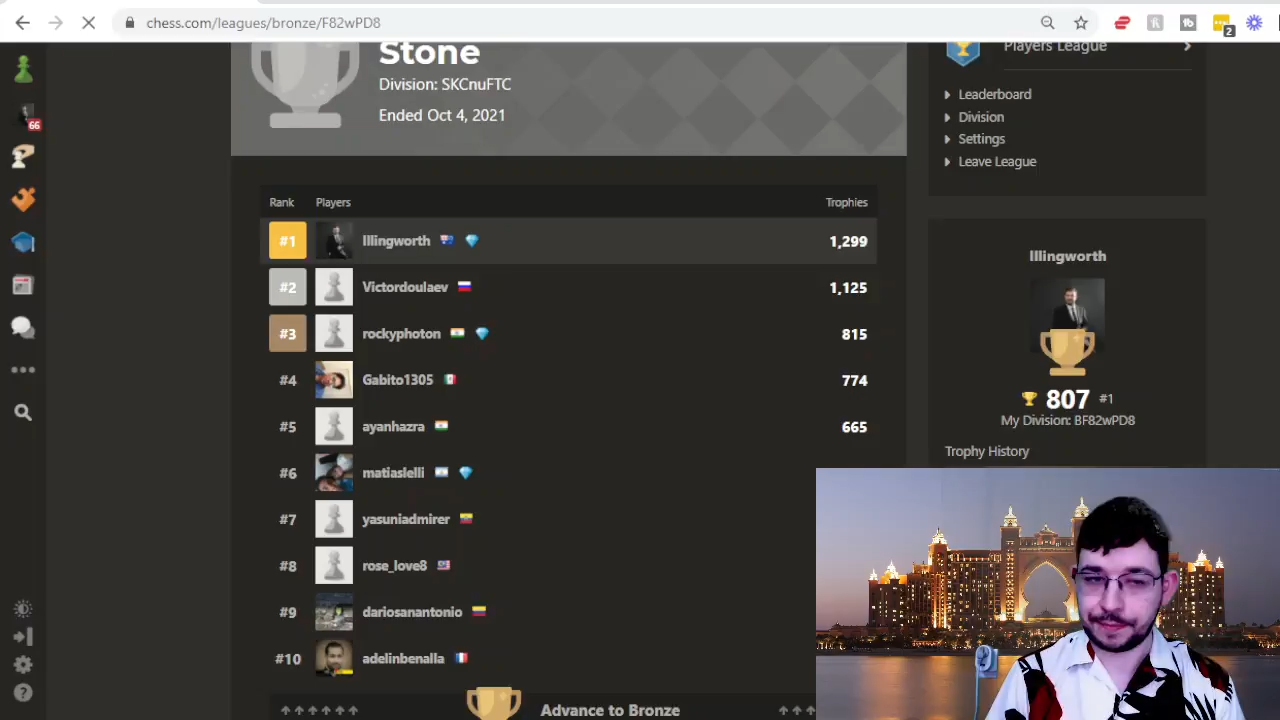 chess.com/leagues/bronze/F82wPD8
2
Stone
Division: SKCnuFTC
Ended Oct 4, 2021
Players League
Leaderboard
Division
Settings
Leave League
66
Rank Players Trophies
#1 Illingworth 1,299
#2 Victordoulaev 1,125
#3 rockyphoton 815
#4 Gabito1305 774
#5 ayanhazra 665
#6 matiaslelli
#7 yasuniadmirer
#8 rose_love8
#9 dariosanantonio
#10 adelinbenalla
Advance to Bronze
Illingworth
807 #1
My Division: BF82wPD8
Trophy History